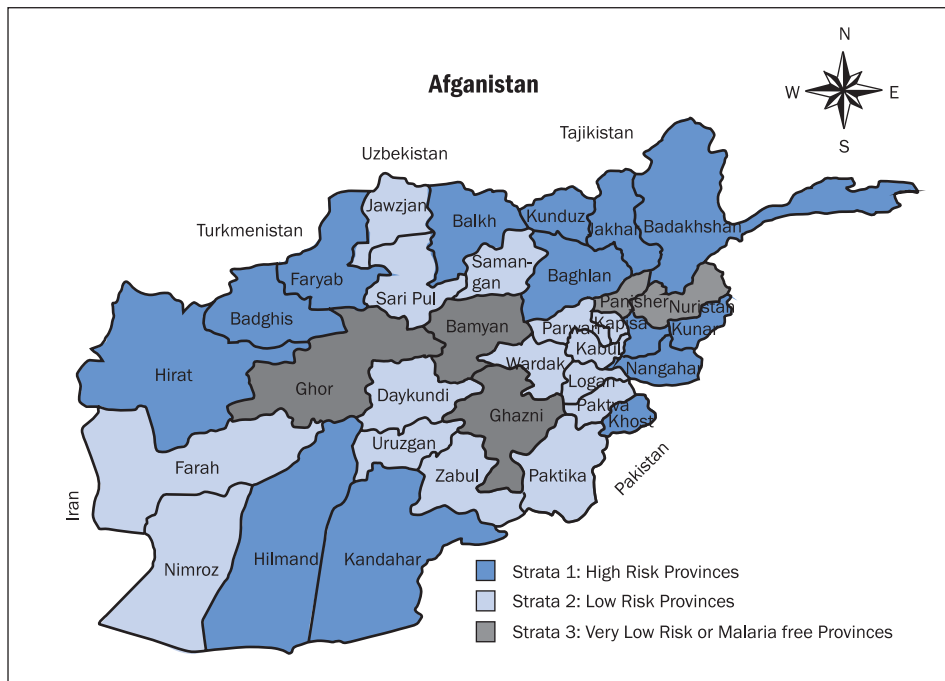 N
Afganistan
W E
S
Tajikistan
Uzbekistan
Jawzjan
Turkmenistan
Balkh
Kunduz
Takhar
Badakhshan
Faryab
Saman-
gan
Baghlan
Sari Pul
Panjsher
Nuristan
Badghis
Bamyan
Parwan
Kapisa
Kunar
Kabul
Hirat
Wardak
Nangahar
Ghor
Daykundi
Logan
Ghazni
Paktya
Khost
Uruzgan
Farah
Zabul
Paktika
Pakistan
Iran
Nimroz
Hilmand
Kandahar
Strata 1: High Risk Provinces
Strata 2: Low Risk Provinces
Strata 3: Very Low Risk or Malaria free Provinces